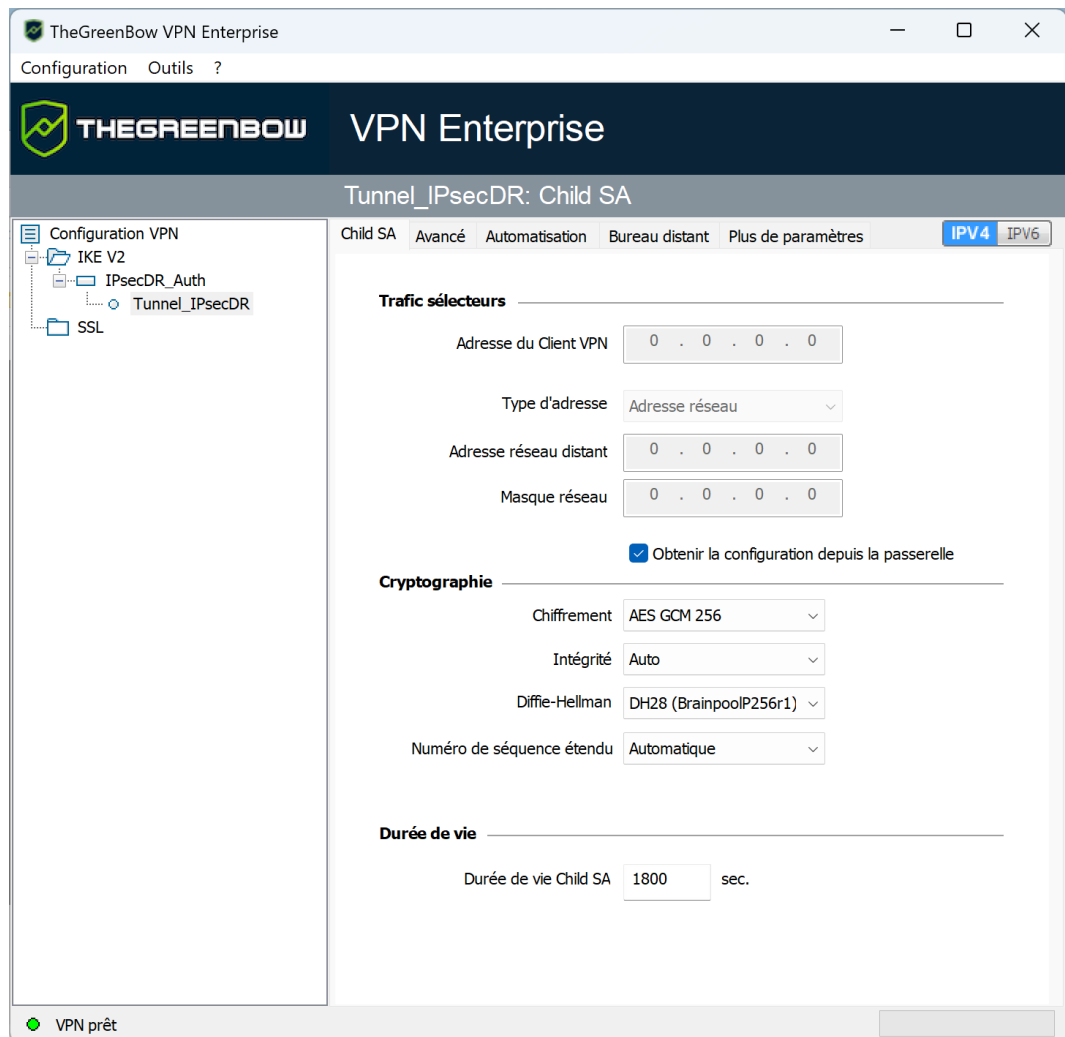 TheGreenBow VPN Enterprise
Configuration Outils ?
THEGREENBOW VPN Enterprise
Tunnel_IPsecDR: Child SA
Configuration VPN
IKE V2
IPsecDR_Auth
Tunnel_IPsecDR
SSL
Child SA Avancé Automatisation Bureau distant Plus de paramètres IPV4 IPV6
Trafic sélecteurs
Adresse du Client VPN 0 . 0 . 0 . 0
Type d'adresse Adresse réseau
Adresse réseau distant 0 . 0 . 0 . 0
Masque réseau 0 . 0 . 0 . 0
Obtenir la configuration depuis la passerelle
Cryptographie
Chiffrement AES GCM 256
Intégrité Auto
Diffie-Hellman DH28 (BrainpoolP256r1)
Numéro de séquence étendu Automatique
Durée de vie
Durée de vie Child SA 1800 sec.
VPN prêt